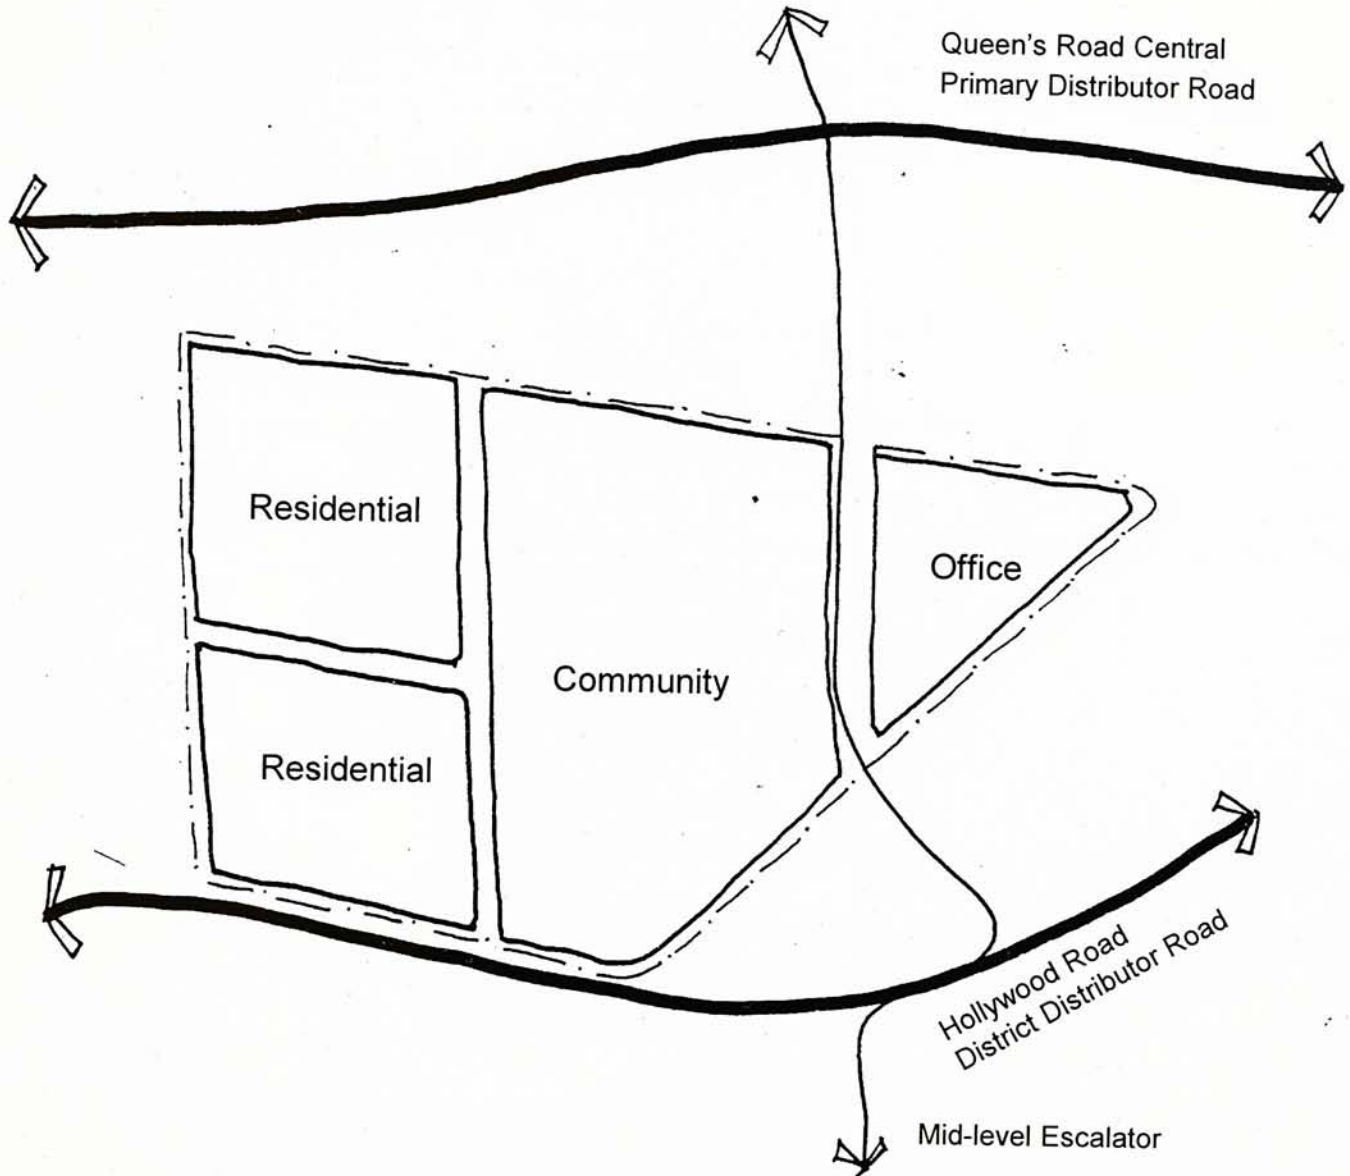 Queen's Road Central
Primary Distributor Road
Residential
Office
Community
Residential
Hollywood Road
District Distributor Road
Mid-level Escalator